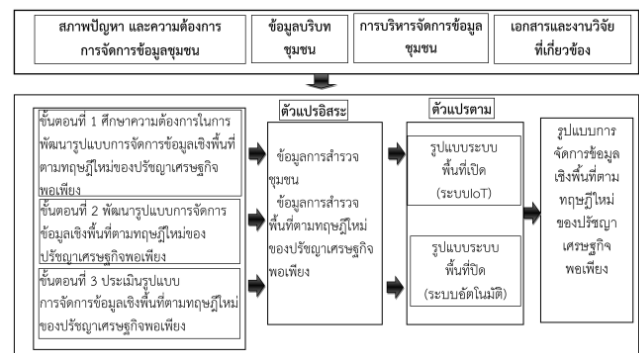 สภาพปัญหา และความต้องการ
การจัดการข้อมูลชุมชน
ข้อมูลบริบท
ชุมชน
การบริหารจัดการข้อมูล
ชุมชน
เอกสารและงานวิจัย
ที่เกี่ยวข้อง
ขั้นตอนที่ 1 ศึกษาความต้องการในการ
พัฒนารูปแบบการจัดการข้อมูลเชิงพื้นที่
ตามทฤษฎีใหม่ของปรัชญาเศรษฐกิจ
พอเพียง
ขั้นตอนที่ 2 พัฒนารูปแบบการจัดการ
ข้อมูลเชิงพื้นที่ตามทฤษฎีใหม่ของ
ปรัชญาเศรษฐกิจพอเพียง
ขั้นตอนที่ 3 ประเมินรูปแบบ
การจัดการข้อมูลเชิงพื้นที่ตามทฤษฎีใหม่
ของปรัชญาเศรษฐกิจพอเพียง
ตัวแปรอิสระ
ข้อมูลการสำรวจ
ชุมชน
ข้อมูลการสำรวจ
พื้นที่ตามทฤษฎีใหม่
ของปรัชญาเศรษฐกิจ
พอเพียง
ตัวแปรตาม
รูปแบบระบบ
พื้นที่เปิด
(ระบบIoT)
รูปแบบระบบ
พื้นที่ปิด
(ระบบอัตโนมัติ)
รูปแบบการ
จัดการข้อมูล
เชิงพื้นที่ตาม
ทฤษฎีใหม่
ของปรัชญา
เศรษฐกิจ
พอเพียง